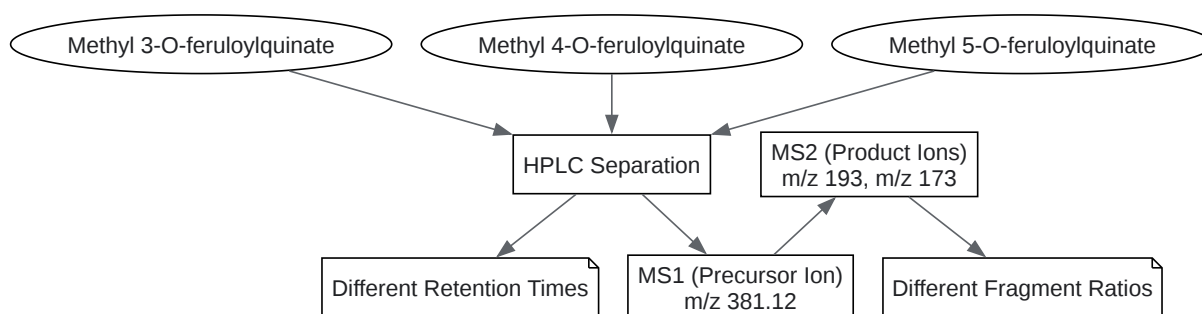 Methyl 3-O-feruloylquinate
Methyl 4-O-feruloylquinate
Methyl 5-O-feruloylquinate
HPLC Separation
MS2 (Product Ions)
m/z 193, m/z 173
Different Retention Times
MS1 (Precursor Ion)
m/z 381.12
Different Fragment Ratios